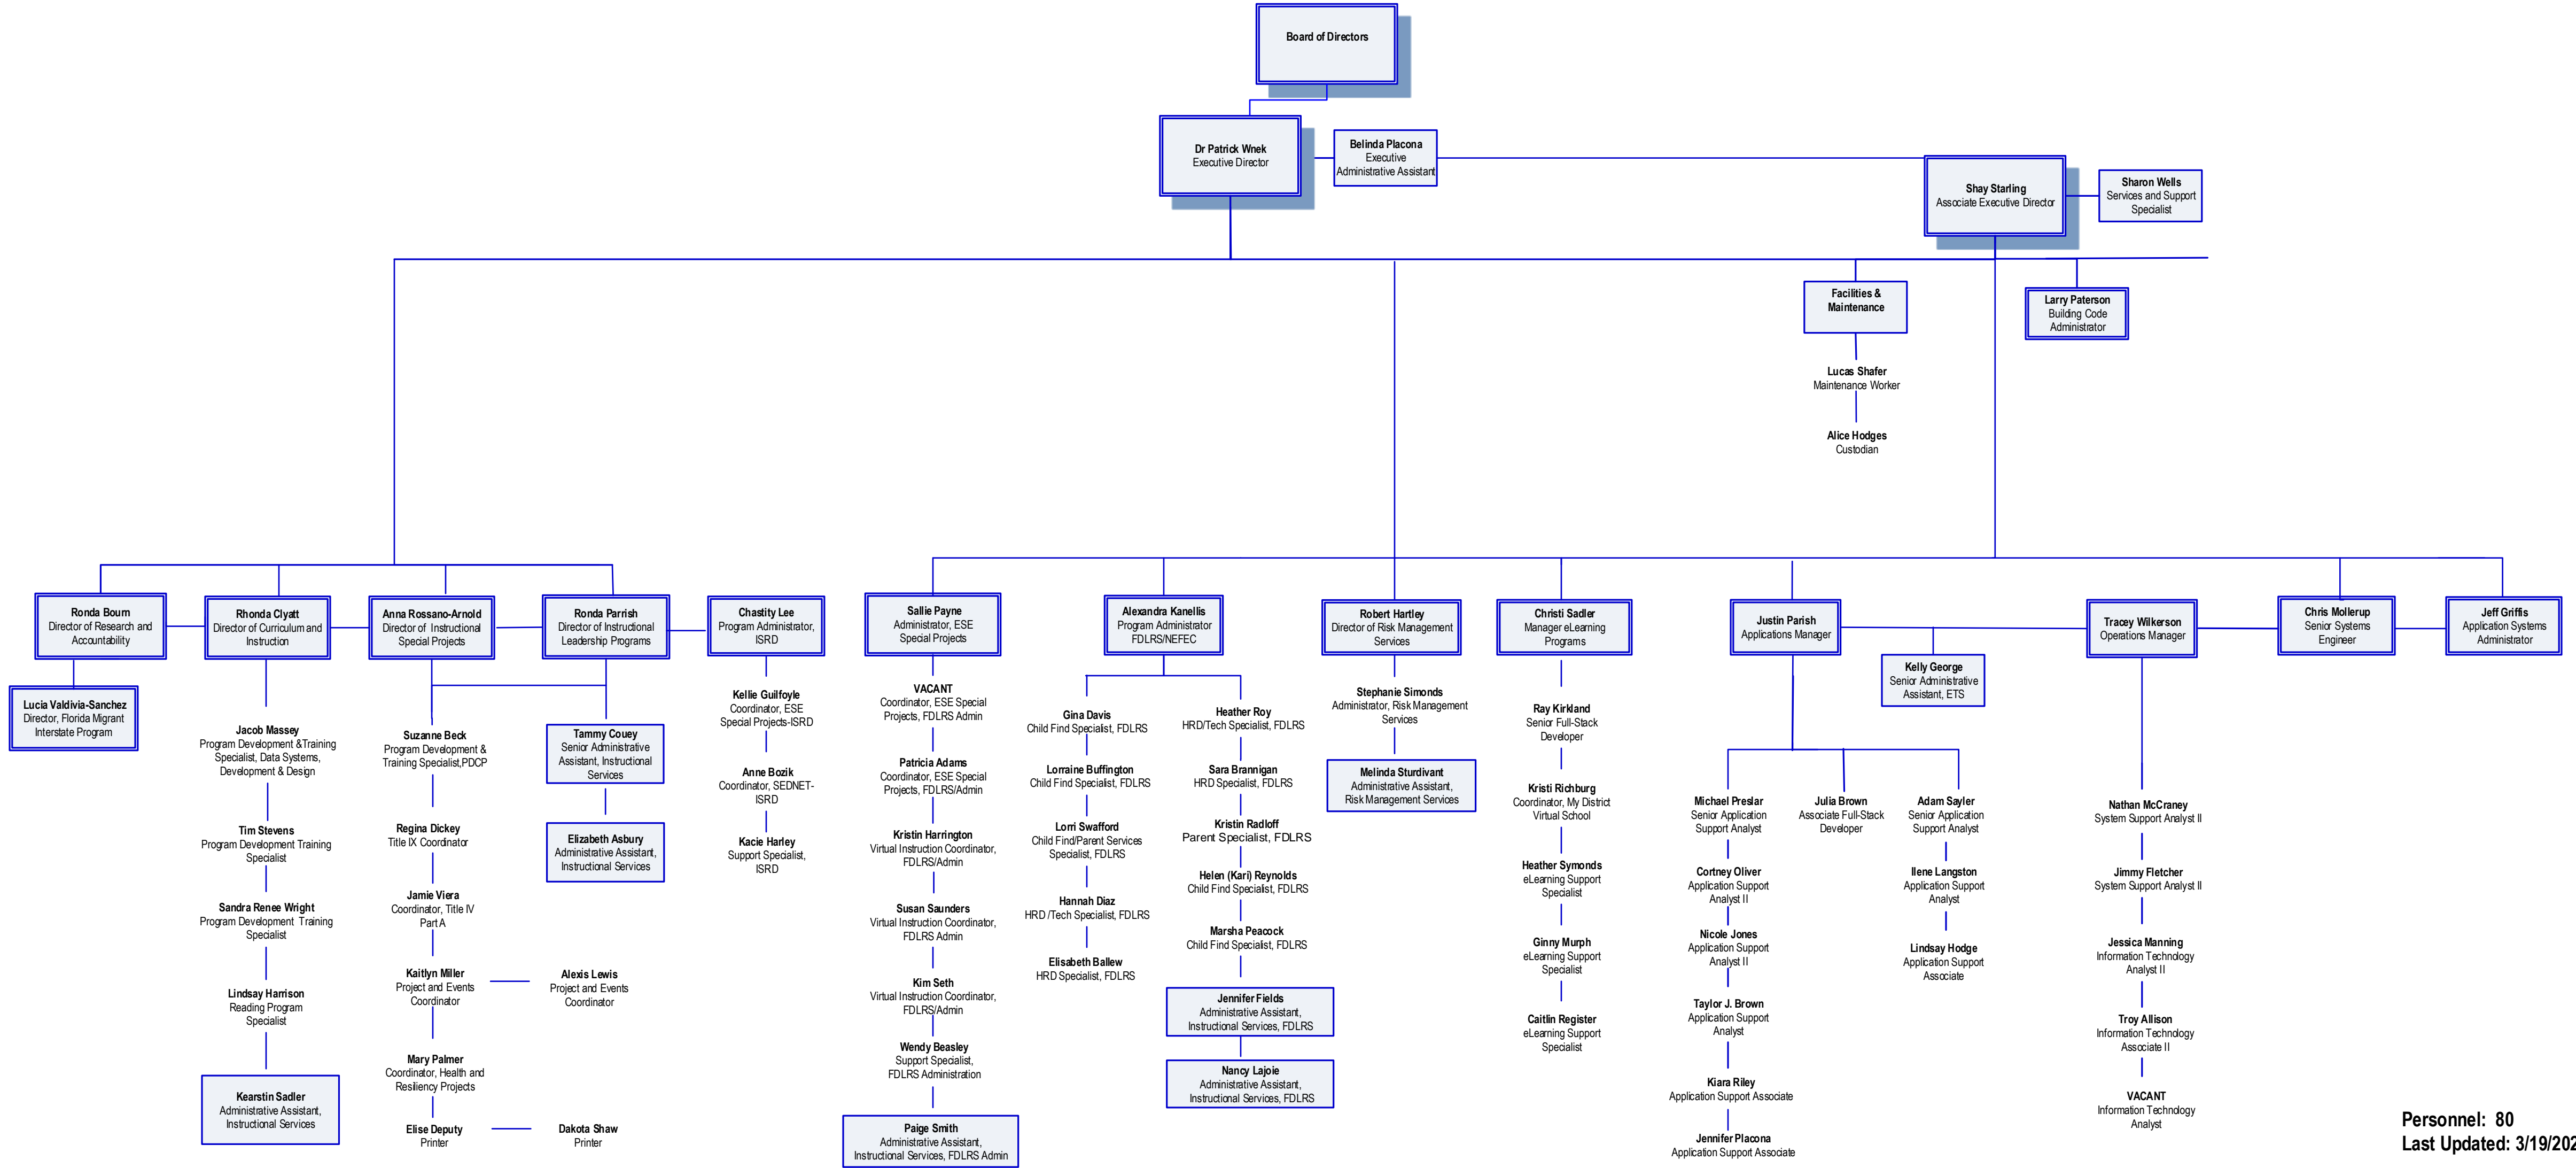 Board of Directors
Dr Patrick Wnek
Executive Director
Belinda Placona
Executive
Administrative Assistant
Shay Starling
Associate Executive Director
Sharon Wells
Services and Support
Specialist
Facilities &
Maintenance
Larry Paterson
Building Code
Administrator
Lucas Shafer
Maintenance Worker
Alice Hodges
Custodian
Ronda Bourn
Director of Research and
Accountability
Lucia Valdivia-Sanchez
Director, Florida Migrant
Interstate Program
Rhonda Clyatt
Director of Curriculum and
Instruction
Jacob Massey
Program Development &Training
Specialist, Data Systems,
Development & Design
Tim Stevens
Program Development Training
Specialist
Sandra Renee Wright
Program Development Training
Specialist
Lindsay Harrison
Reading Program
Specialist
Kearstin Sadler
Administrative Assistant,
Instructional Services
Anna Rossano-Arnold
Director of Instructional
Special Projects
Suzanne Beck
Program Development &
Training Specialist,PDCP
Regina Dickey
Title IX Coordinator
Jamie Viera
Coordinator, Title IV
Part A
Kaitlyn Miller
Project and Events
Coordinator
Alexis Lewis
Project and Events
Coordinator
Mary Palmer
Coordinator, Health and
Resiliency Projects
Elise Deputy
Printer
Dakota Shaw
Printer
Ronda Parrish
Director of Instructional
Leadership Programs
Tammy Couey
Senior Administrative
Assistant, Instructional
Services
Elizabeth Asbury
Administrative Assistant,
Instructional Services
Chastity Lee
Program Administrator,
ISRD
Kellie Guilfoyle
Coordinator, ESE
Special Projects-ISRD
Anne Bozik
Coordinator, SEDNET-
ISRD
Kacie Harley
Support Specialist,
ISRD
Sallie Payne
Administrator, ESE
Special Projects
VACANT
Coordinator, ESE Special
Projects, FDLRS Admin
Patricia Adams
Coordinator, ESE Special
Projects, FDLRS/Admin
Kristin Harrington
Virtual Instruction Coordinator,
FDLRS/Admin
Susan Saunders
Virtual Instruction Coordinator,
FDLRS Admin
Kim Seth
Virtual Instruction Coordinator,
FDLRS/Admin
Wendy Beasley
Support Specialist,
FDLRS Administration
Paige Smith
Administrative Assistant,
Instructional Services, FDLRS Admin
Alexandra Kanellis
Program Administrator
FDLRS/NEFEC
Gina Davis
Child Find Specialist, FDLRS
Lorraine Buffington
Child Find Specialist, FDLRS
Lorri Swafford
Child Find/Parent Services
Specialist, FDLRS
Hannah Diaz
HRD /Tech Specialist, FDLRS
Elisabeth Ballew
HRD Specialist, FDLRS
Heather Roy
HRD/Tech Specialist, FDLRS
Sara Brannigan
HRD Specialist, FDLRS
Kristin Radloff
Parent Specialist, FDLRS
Helen (Kari) Reynolds
Child Find Specialist, FDLRS
Marsha Peacock
Child Find Specialist, FDLRS
Jennifer Fields
Administrative Assistant,
Instructional Services, FDLRS
Nancy Lajoie
Administrative Assistant,
Instructional Services, FDLRS
Robert Hartley
Director of Risk Management
Services
Stephanie Simonds
Administrator, Risk Management
Services
Melinda Sturdivant
Administrative Assistant,
Risk Management Services
Christi Sadler
Manager eLearning
Programs
Ray Kirkland
Senior Full-Stack
Developer
Kristi Richburg
Coordinator, My District
Virtual School
Heather Symonds
eLearning Support
Specialist
Ginny Murph
eLearning Support
Specialist
Caitlin Register
eLearning Support
Specialist
Justin Parish
Applications Manager
Kelly George
Senior Administrative
Assistant, ETS
Michael Preslar
Senior Application
Support Analyst
Cortney Oliver
Application Support
Analyst II
Nicole Jones
Application Support
Analyst II
Taylor J. Brown
Application Support
Analyst
Kiara Riley
Application Support Associate
Jennifer Placona
Application Support Associate
Julia Brown
Associate Full-Stack
Developer
Adam Sayler
Senior Application
Support Analyst
Ilene Langston
Application Support
Analyst
Lindsay Hodge
Application Support
Associate
Tracey Wilkerson
Operations Manager
Nathan McCraney
System Support Analyst II
Jimmy Fletcher
System Support Analyst II
Jessica Manning
Information Technology
Analyst II
Troy Allison
Information Technology
Associate II
VACANT
Information Technology
Analyst
Chris Mollerup
Senior Systems
Engineer
Jeff Griffis
Application Systems
Administrator
Personnel: 80
Last Updated: 3/19/202